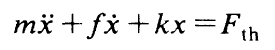 mẍ + fẋ + kx = F_th